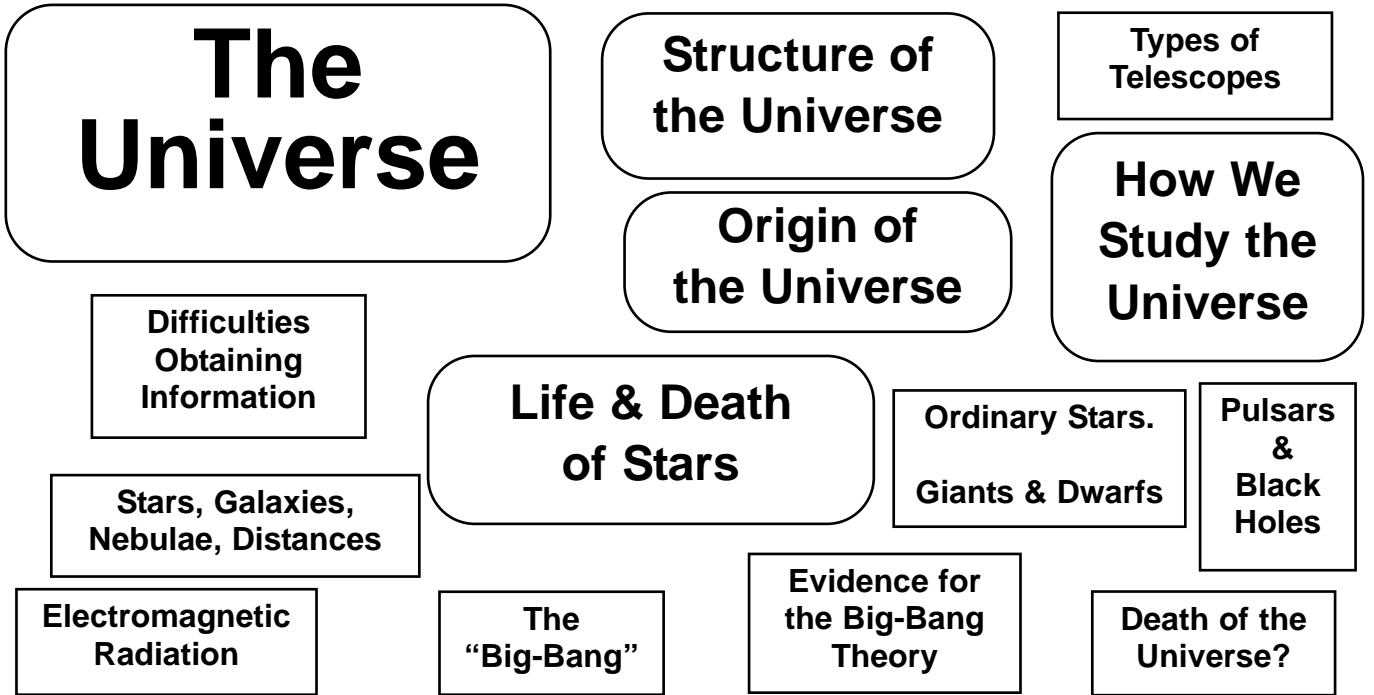 The
Universe
Structure of
the Universe
Types of
Telescopes
Origin of
the Universe
How We
Study the
Universe
Difficulties
Obtaining
Information
Life & Death
of Stars
Ordinary Stars.
Giants & Dwarfs
Pulsars
&
Black
Holes
Stars, Galaxies,
Nebulae, Distances
Electromagnetic
Radiation
The
“Big-Bang”
Evidence for
the Big-Bang
Theory
Death of the
Universe?